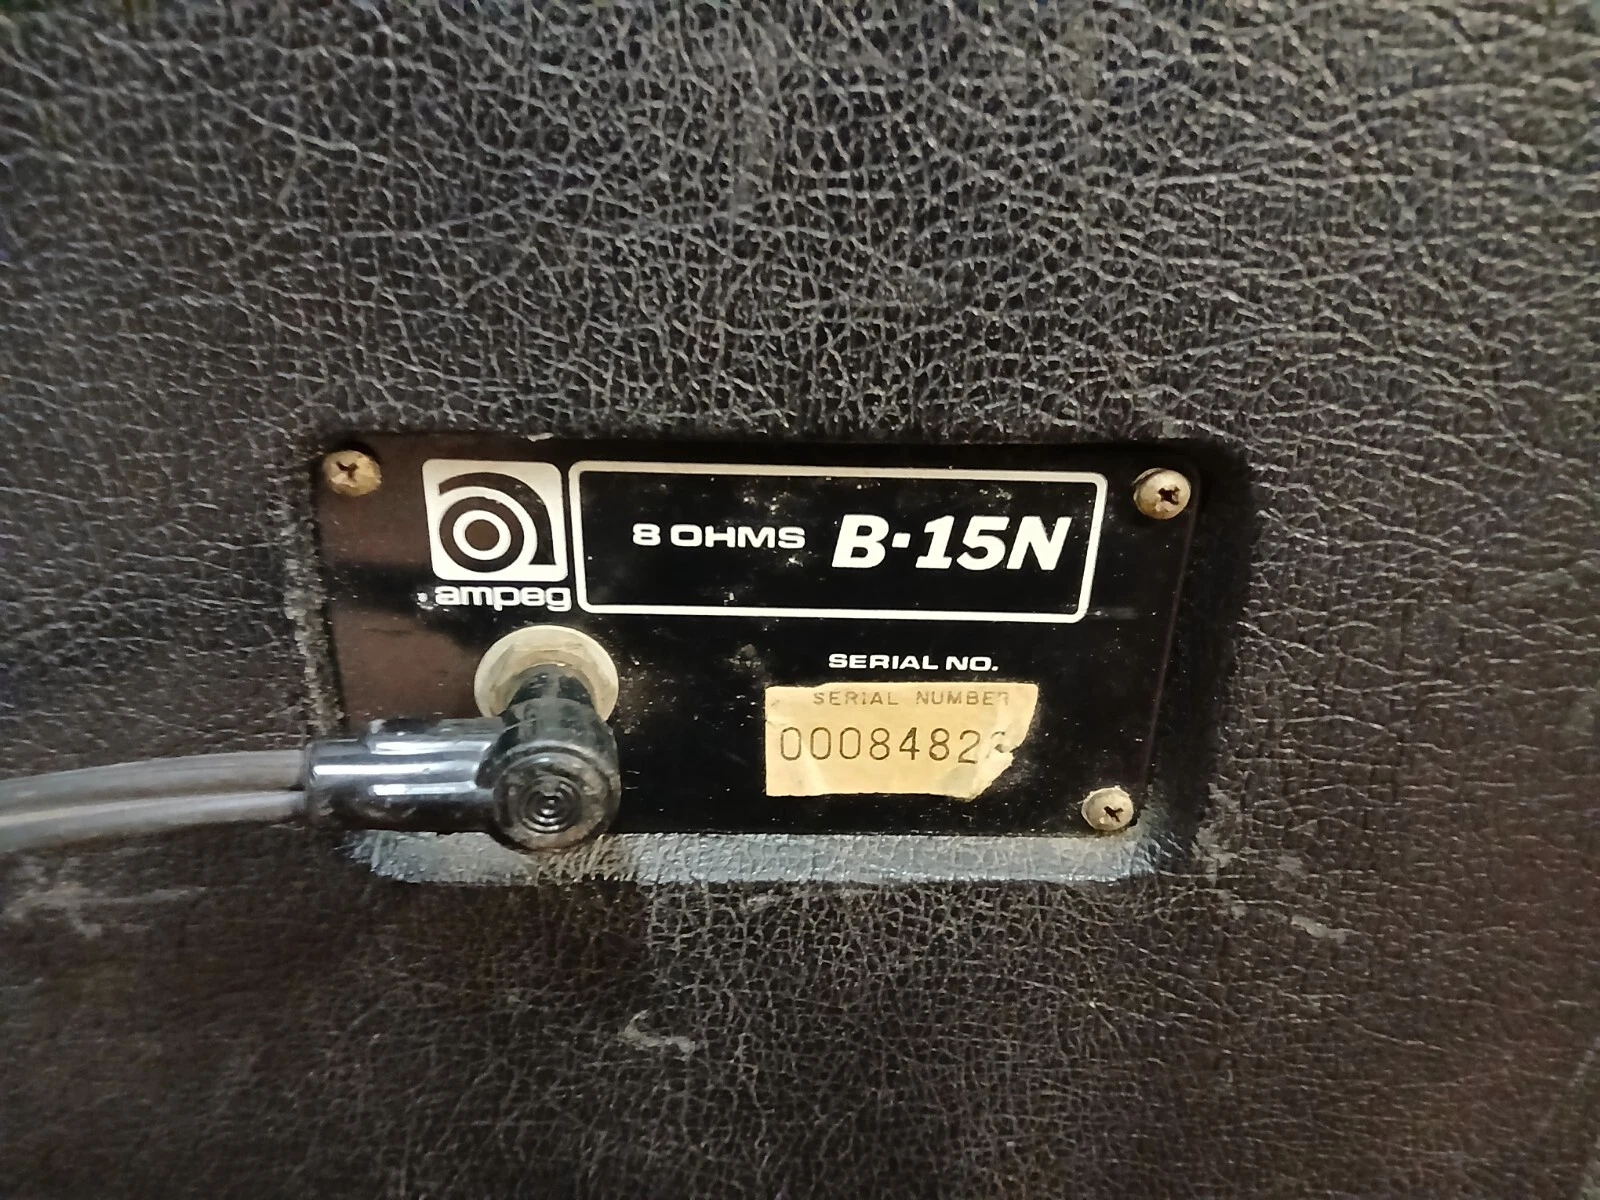 ampeg
8 OHMS B-15N
SERIAL NO.
SERIAL NUMBER
0008482